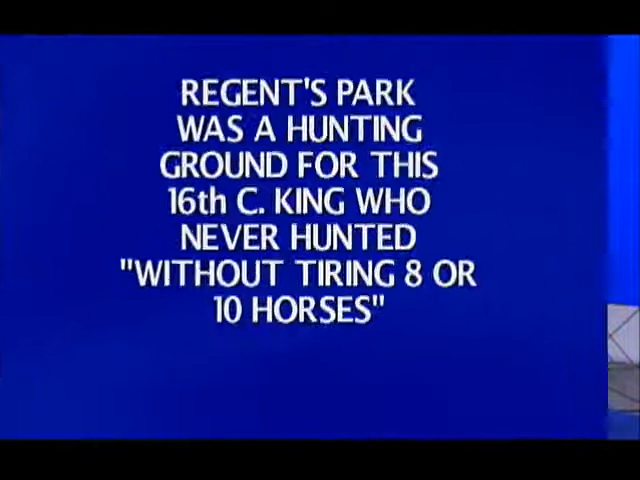 REGENT'S PARK
WAS A HUNTING
GROUND FOR THIS
16th C. KING WHO
NEVER HUNTED
"WITHOUT TIRING 8 OR
10 HORSES"